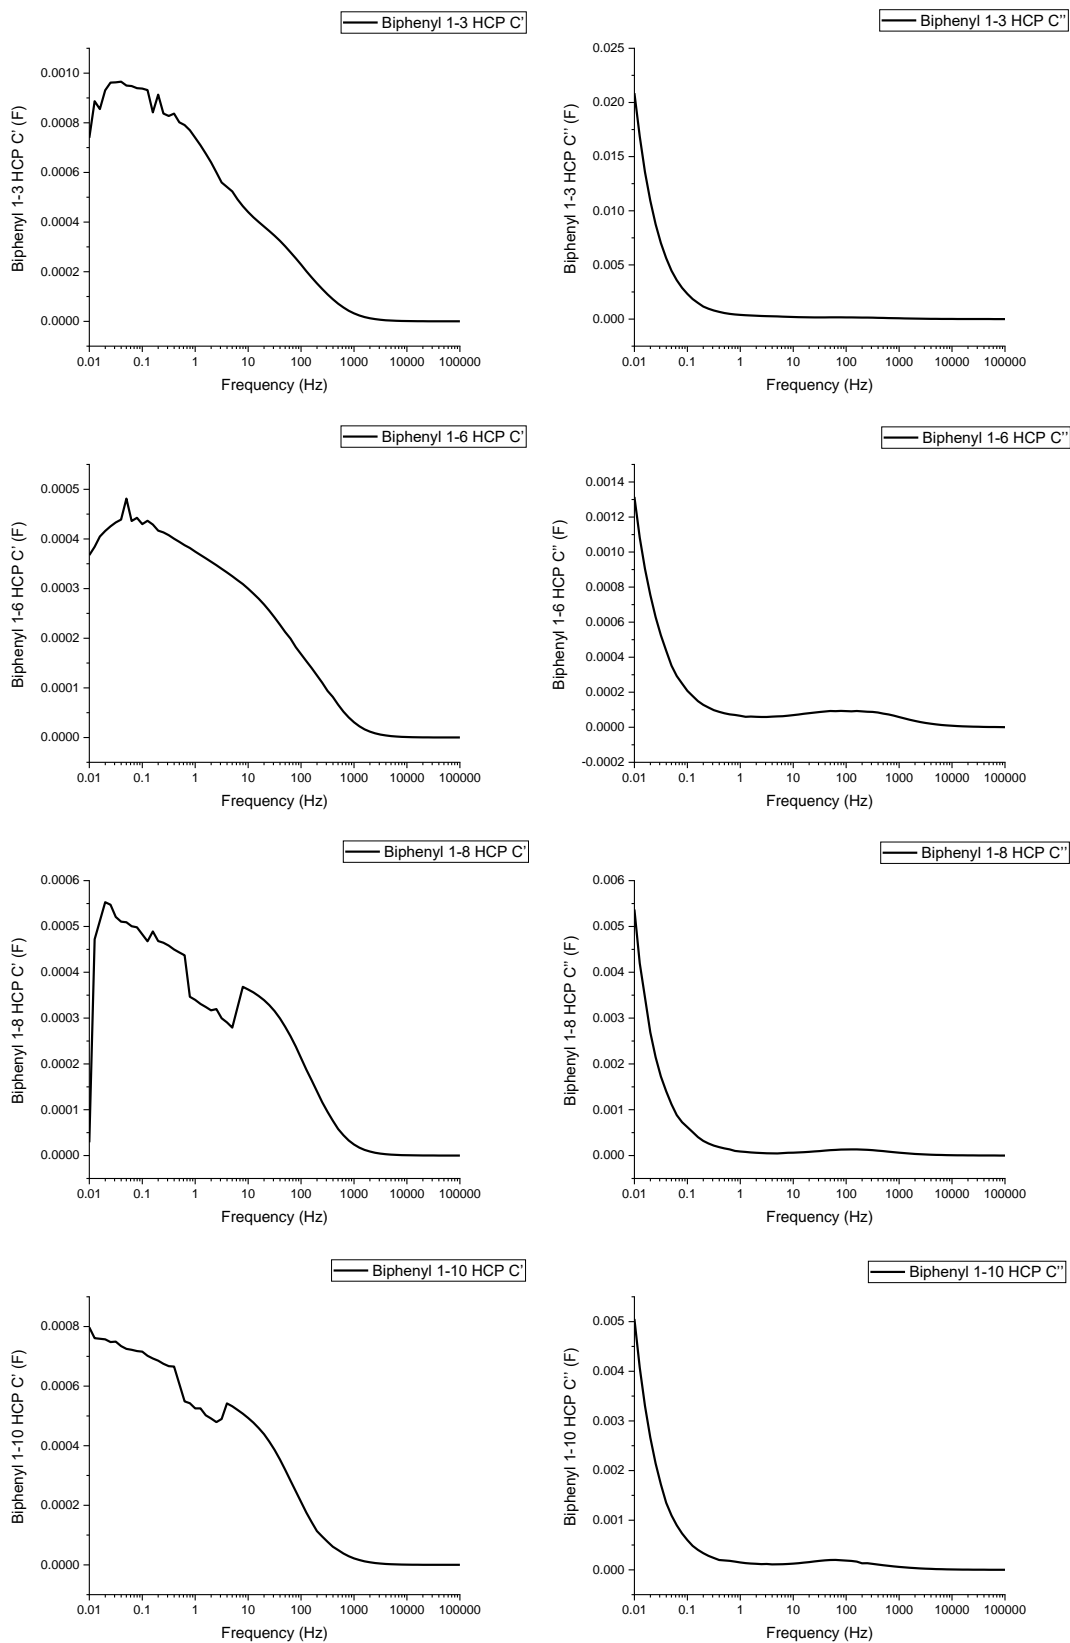 Biphenyl 1-3 HCP C'
Biphenyl 1-3 HCP C' (F)
0.0010
0.0008
0.0006
0.0004
0.0002
0.0000
0.01 0.1 1 10 100 1000 10000 100000
Frequency (Hz)
Biphenyl 1-3 HCP C''
Biphenyl 1-3 HCP C'' (F)
0.025
0.020
0.015
0.010
0.005
0.000
0.01 0.1 1 10 100 1000 10000 100000
Frequency (Hz)
Biphenyl 1-6 HCP C'
Biphenyl 1-6 HCP C' (F)
0.0005
0.0004
0.0003
0.0002
0.0001
0.0000
0.01 0.1 1 10 100 1000 10000 100000
Frequency (Hz)
Biphenyl 1-6 HCP C''
Biphenyl 1-6 HCP C'' (F)
0.0014
0.0012
0.0010
0.0008
0.0006
0.0004
0.0002
0.0000
-0.0002
0.01 0.1 1 10 100 1000 10000 100000
Frequency (Hz)
Biphenyl 1-8 HCP C'
Biphenyl 1-8 HCP C' (F)
0.0006
0.0005
0.0004
0.0003
0.0002
0.0001
0.0000
0.01 0.1 1 10 100 1000 10000 100000
Frequency (Hz)
Biphenyl 1-8 HCP C''
Biphenyl 1-8 HCP C'' (F)
0.006
0.005
0.004
0.003
0.002
0.001
0.000
0.01 0.1 1 10 100 1000 10000 100000
Frequency (Hz)
Biphenyl 1-10 HCP C'
Biphenyl 1-10 HCP C' (F)
0.0008
0.0006
0.0004
0.0002
0.0000
0.01 0.1 1 10 100 1000 10000 100000
Frequency (Hz)
Biphenyl 1-10 HCP C''
Biphenyl 1-10 HCP C'' (F)
0.005
0.004
0.003
0.002
0.001
0.000
0.01 0.1 1 10 100 1000 10000 100000
Frequency (Hz)